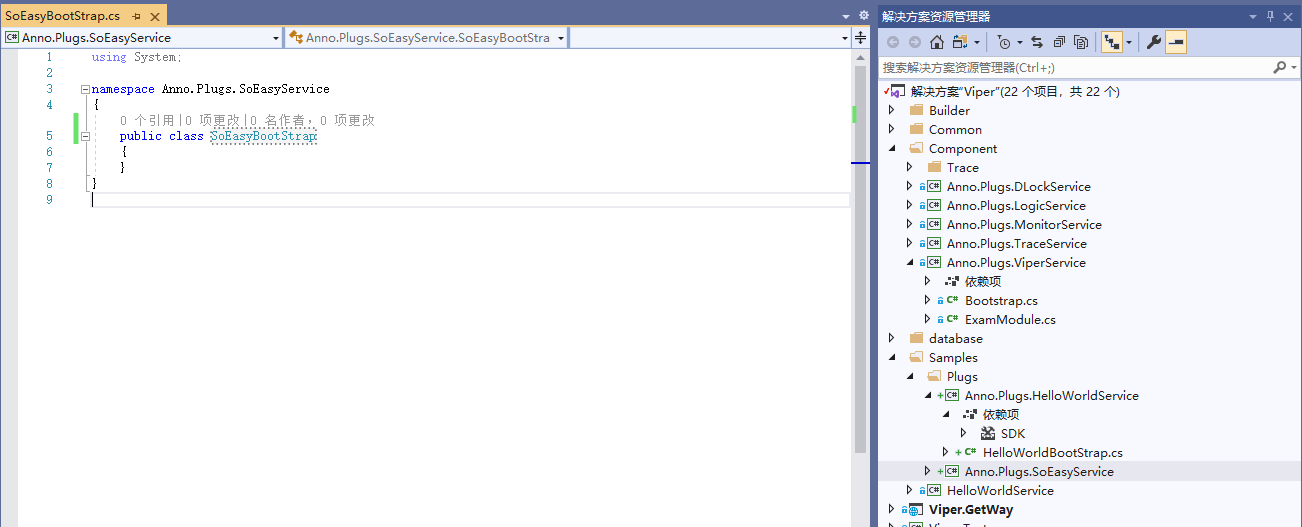 SoEasyBootStrap.cs
Anno.Plugs.SoEasyService
Anno.Plugs.SoEasyService.SoEasyBootStra
1 using System;
2
3 namespace Anno.Plugs.SoEasyService
4 {
0 个引用|0 项更改|0 名作者，0 项更改
5 public class SoEasyBootStrap
6 {
7 }
8 }
9
解决方案资源管理器
搜索解决方案资源管理器(Ctrl+;)
解决方案"Viper"(22 个项目，共 22 个)
Builder
Common
Component
Trace
C# Anno.Plugs.DLockService
C# Anno.Plugs.LogicService
C# Anno.Plugs.MonitorService
C# Anno.Plugs.TraceService
C# Anno.Plugs.ViperService
依赖项
C# Bootstrap.cs
C# ExamModule.cs
database
Samples
Plugs
+ C# Anno.Plugs.HelloWorldService
依赖项
SDK
+ C# HelloWorldBootStrap.cs
+ C# Anno.Plugs.SoEasyService
C# HelloWorldService
Viper.GetWay